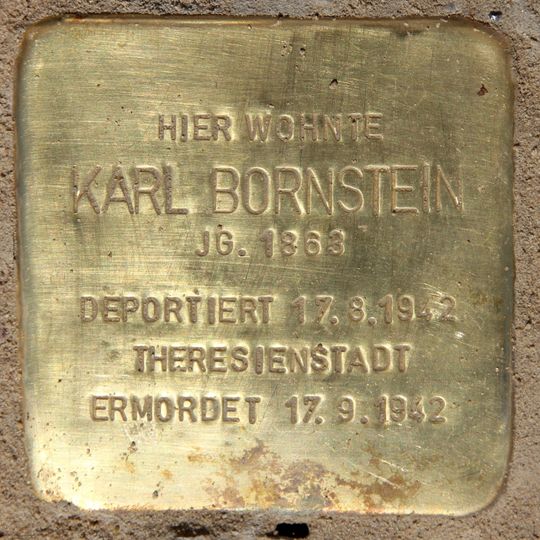 HIER WOHNTE
KARL BORNSTEIN
JG. 1863
DEPORTIERT 17.8.1942
THERESIENSTADT
ERMORDET 17.9.1942